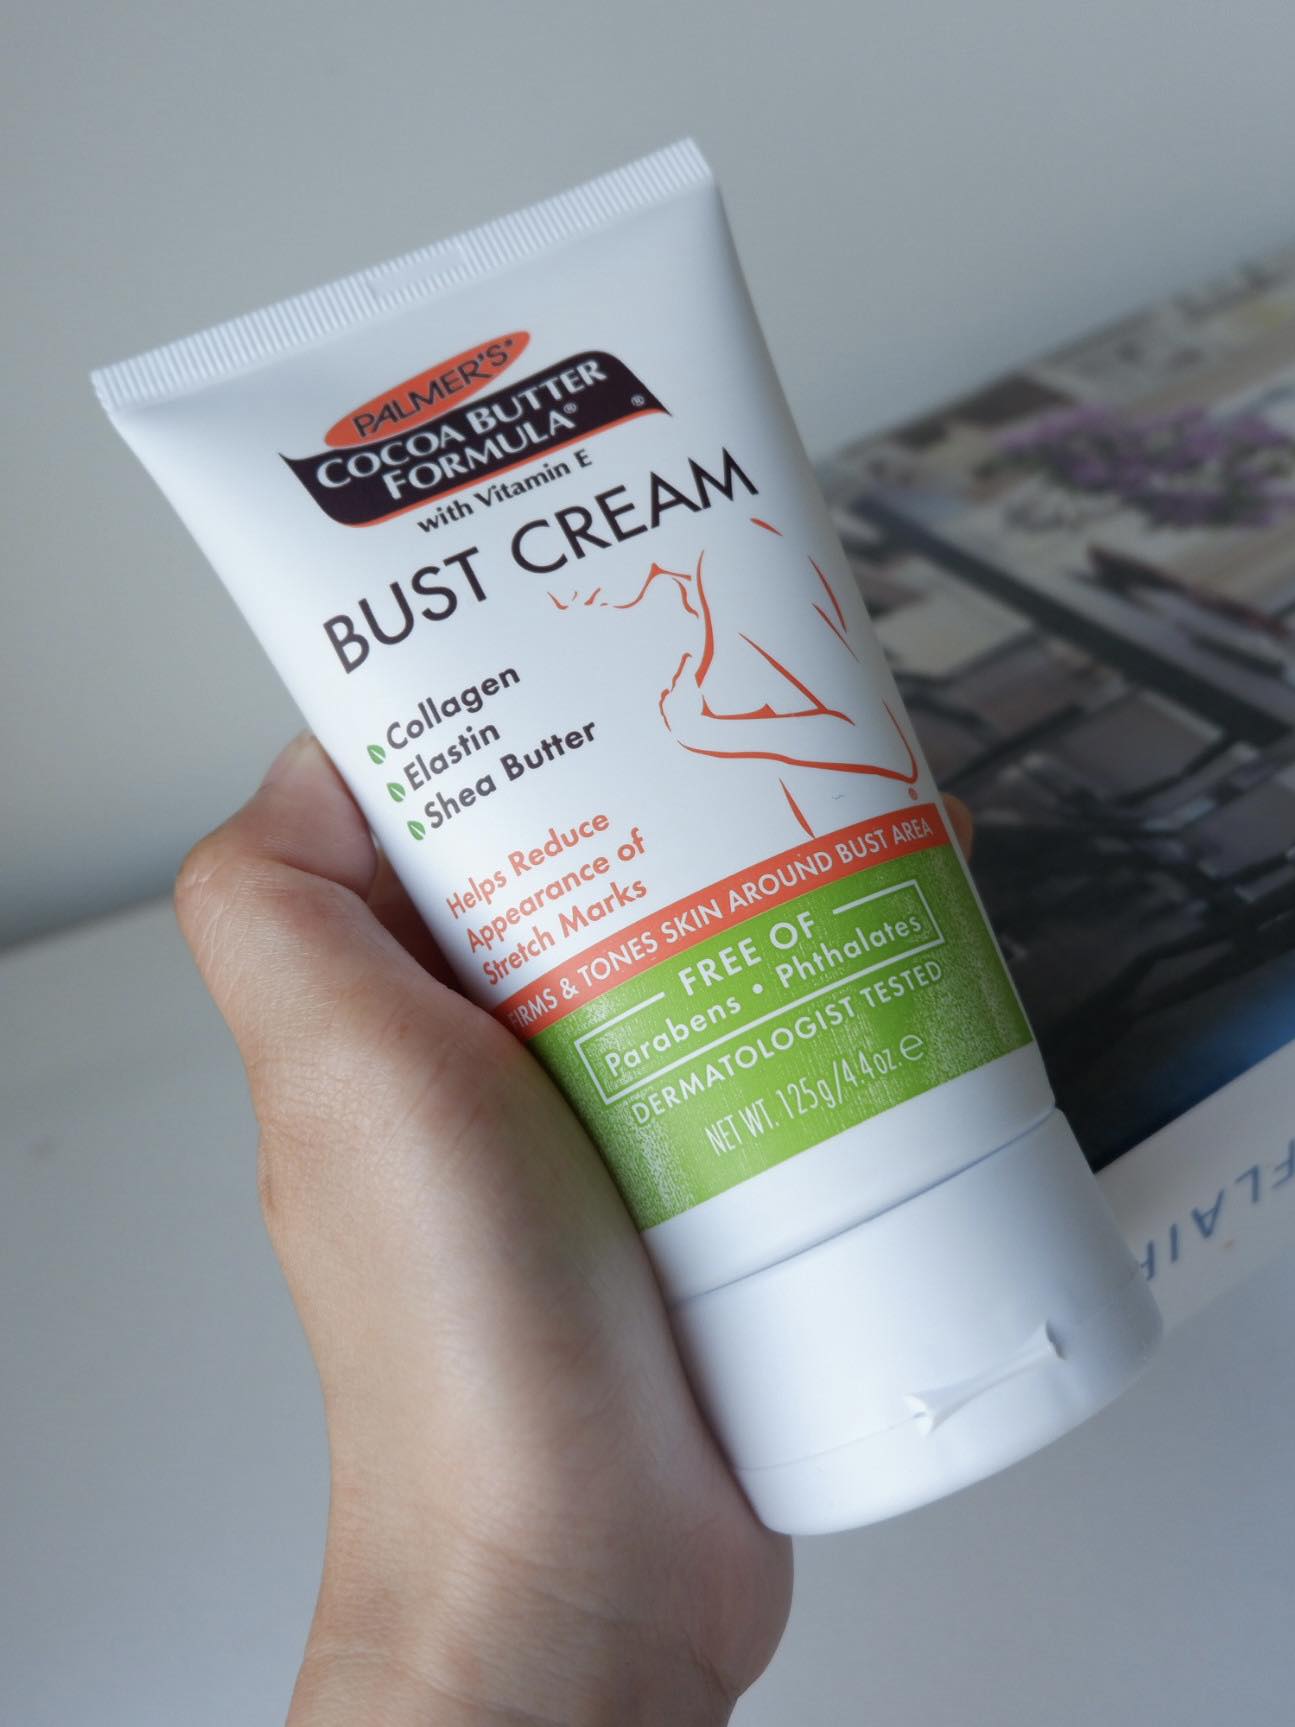 PALMER'S®
COCOA BUTTER
FORMULA® ®
with Vitamin E
BUST CREAM
Collagen
Elastin
Shea Butter
Helps Reduce
Appearance of
Stretch Marks
FIRMS & TONES SKIN AROUND BUST AREA
FREE OF
Parabens • Phthalates
DERMATOLOGIST TESTED
NET WT. 125g/4.4oz. ℮